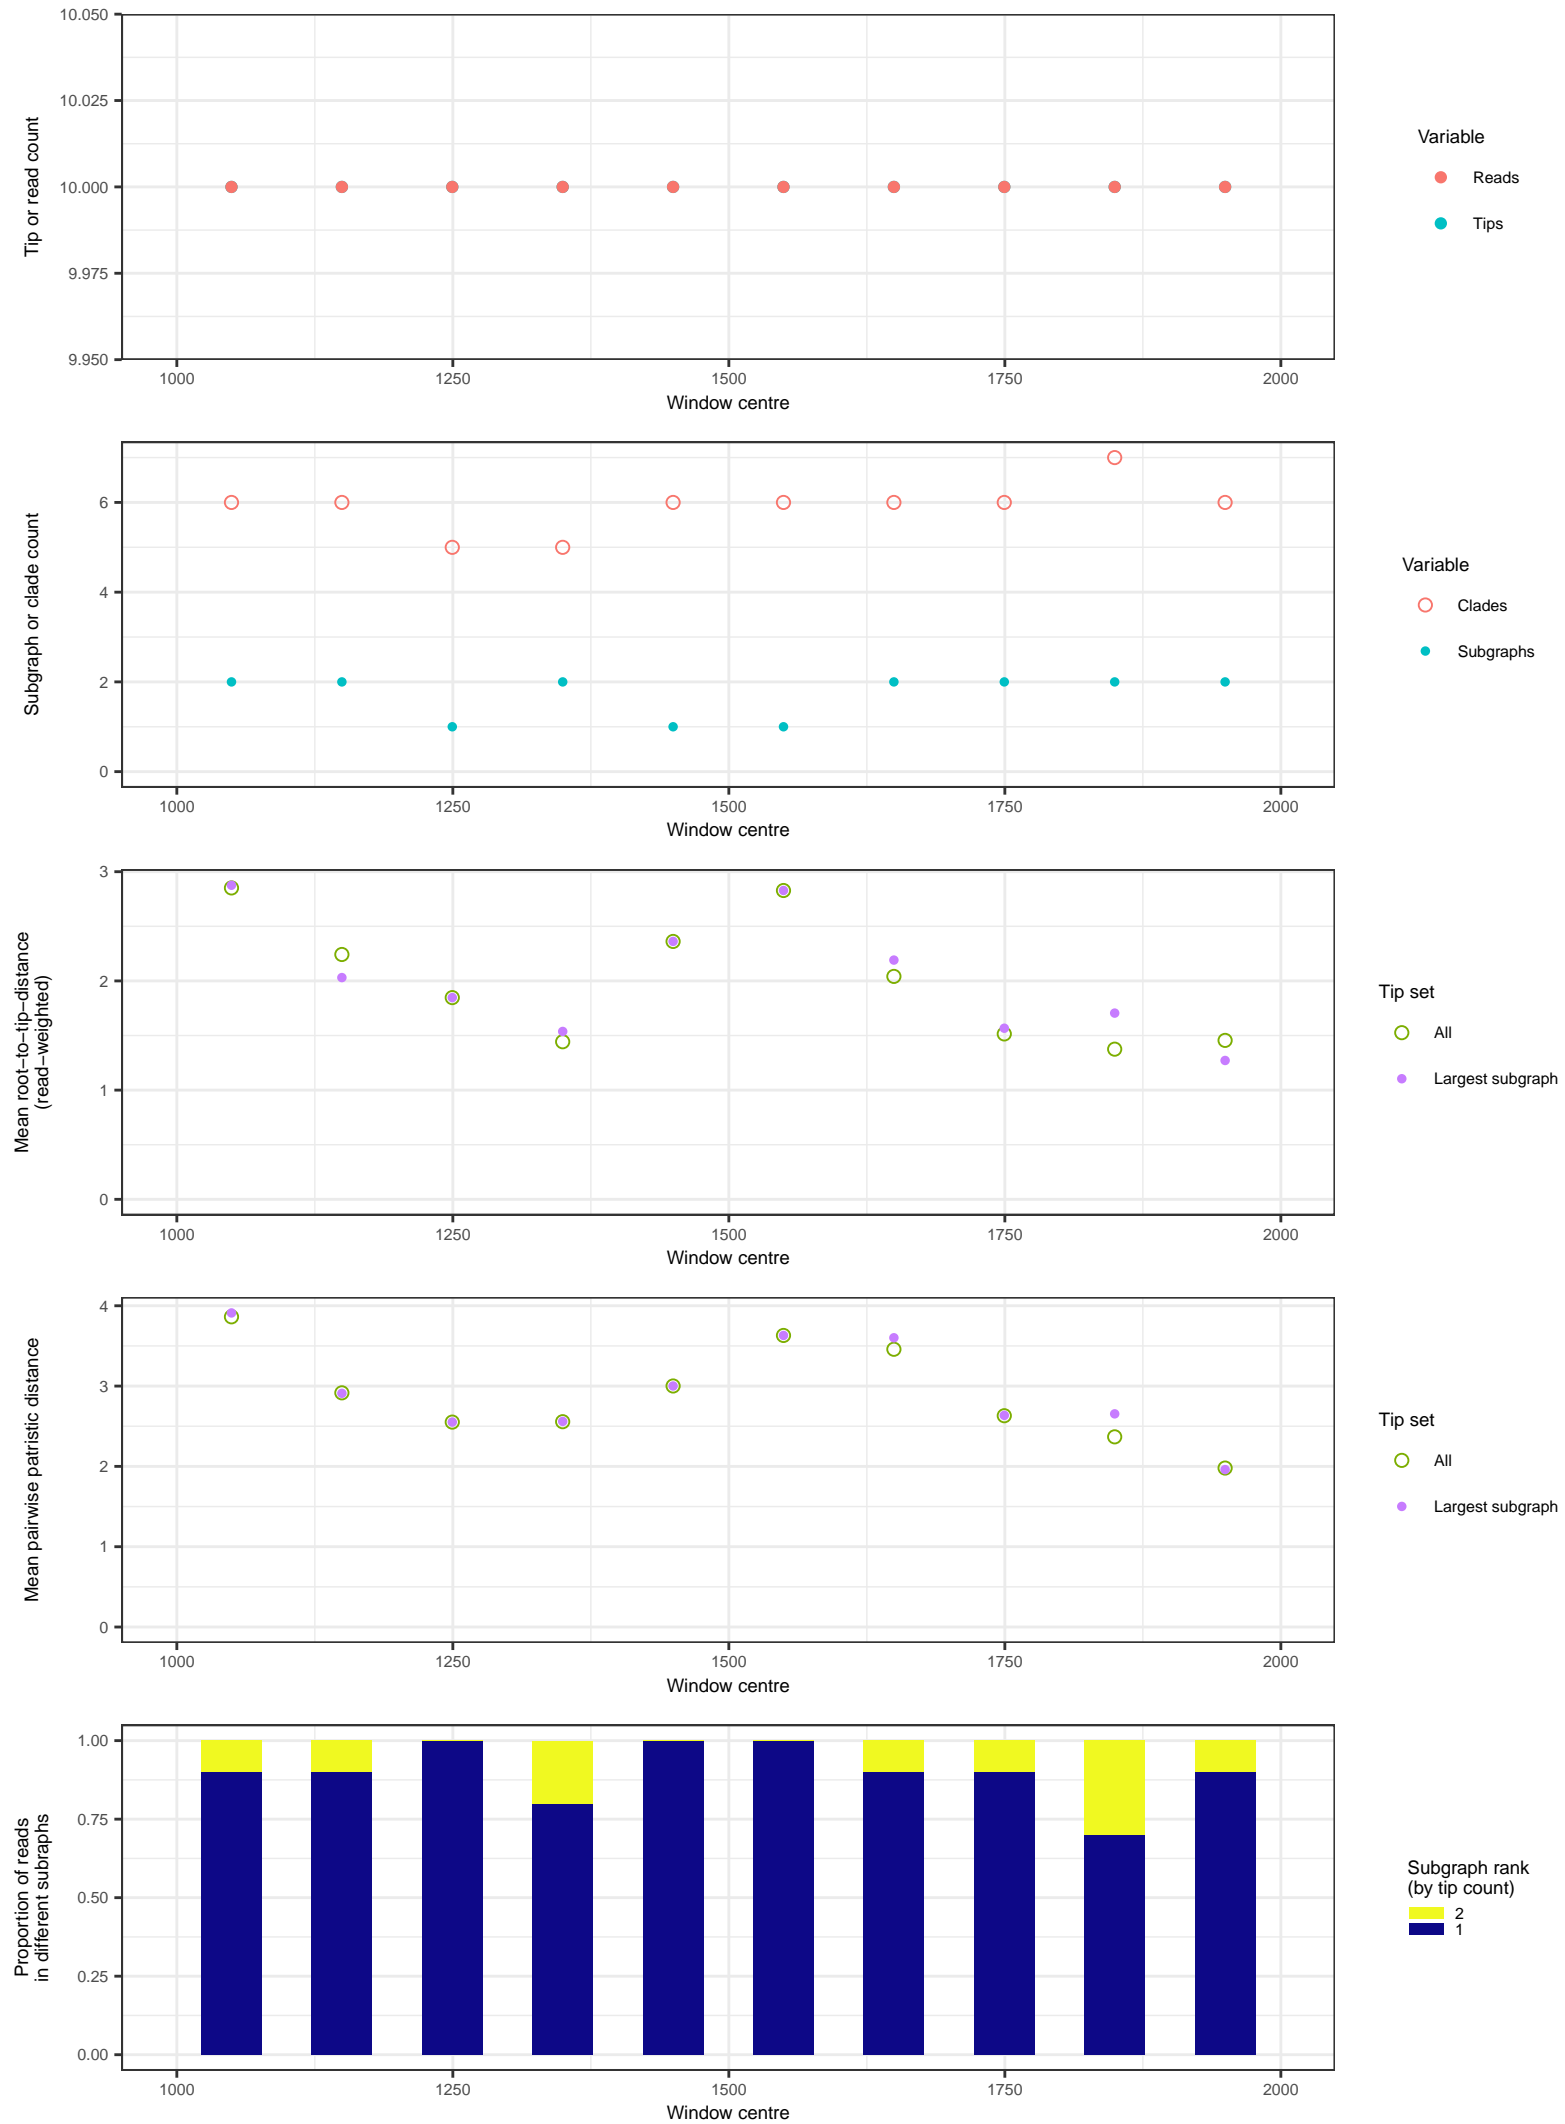 10.050
10.025
10.000
9.975
9.950
Tip or read count
1000 1250 1500 1750 2000
Window centre
Variable
Reads
Tips
6
4
2
0
Subgraph or clade count
1000 1250 1500 1750 2000
Window centre
Variable
Clades
Subgraphs
3
2
1
0
Mean root−to−tip−distance
(read−weighted)
1000 1250 1500 1750 2000
Window centre
Tip set
All
Largest subgraph
4
3
2
1
0
Mean pairwise patristic distance
1000 1250 1500 1750 2000
Window centre
Tip set
All
Largest subgraph
1.00
0.75
0.50
0.25
0.00
Proportion of reads
in different subraphs
1000 1250 1500 1750 2000
Window centre
Subgraph rank
(by tip count)
2
1